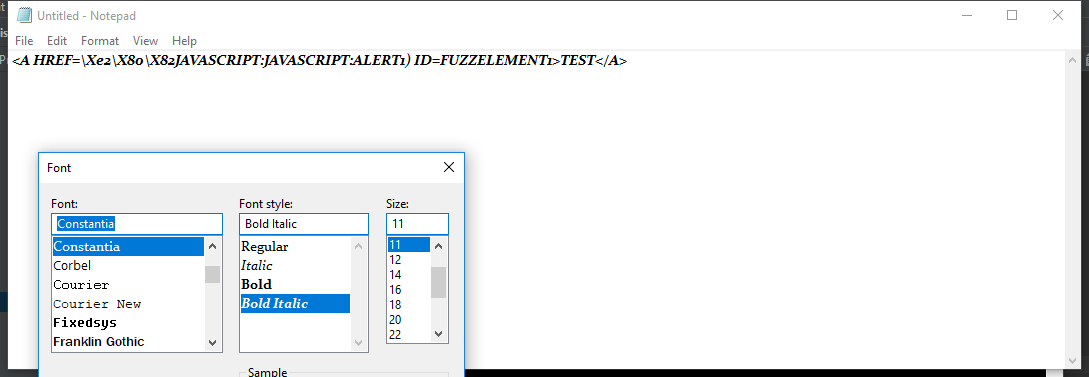 Untitled - Notepad
File Edit Format View Help
<A HREF=\Xe2\X80\X82JAVASCRIPT:JAVASCRIPT:ALERT1) ID=FUZZELEMENT1>TEST</A>
Font
Font: Font style: Size:
Constantia Bold Italic 11
Constantia Regular 11
Corbel Italic 12
Courier Bold 14
Courier New Bold Italic 16
Fixedsys 18
Franklin Gothic 20
22
Sample